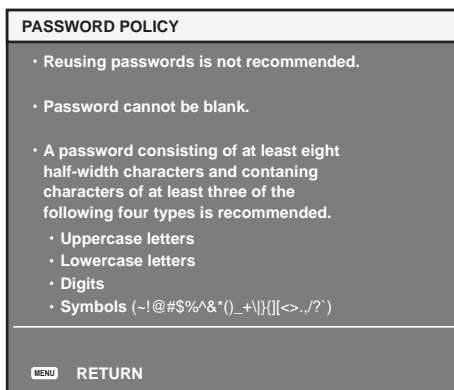 PASSWORD POLICY
・Reusing passwords is not recommended.
・Password cannot be blank.
・A password consisting of at least eight
half-width characters and contaning
characters of at least three of the
following four types is recommended.
・Uppercase letters
・Lowercase letters
・Digits
・Symbols (~!@#$%^&*()_+\|}{][<>.,/?`)
MENU RETURN